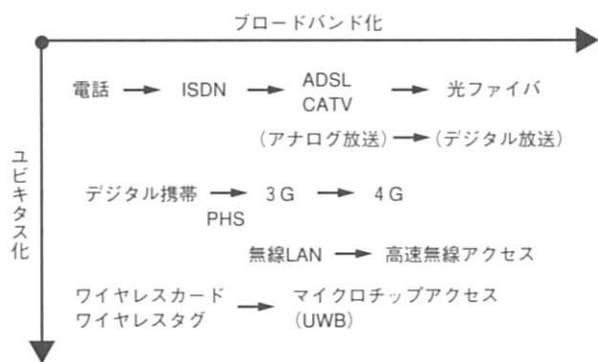 ブロードバンド化
ユビキタス化
電話 → ISDN → ADSL → 光ファイバ
CATV
(アナログ放送) → (デジタル放送)
デジタル携帯 → 3G → 4G
PHS
無線LAN → 高速無線アクセス
ワイヤレスカード → マイクロチップアクセス
ワイヤレスタグ (UWB)